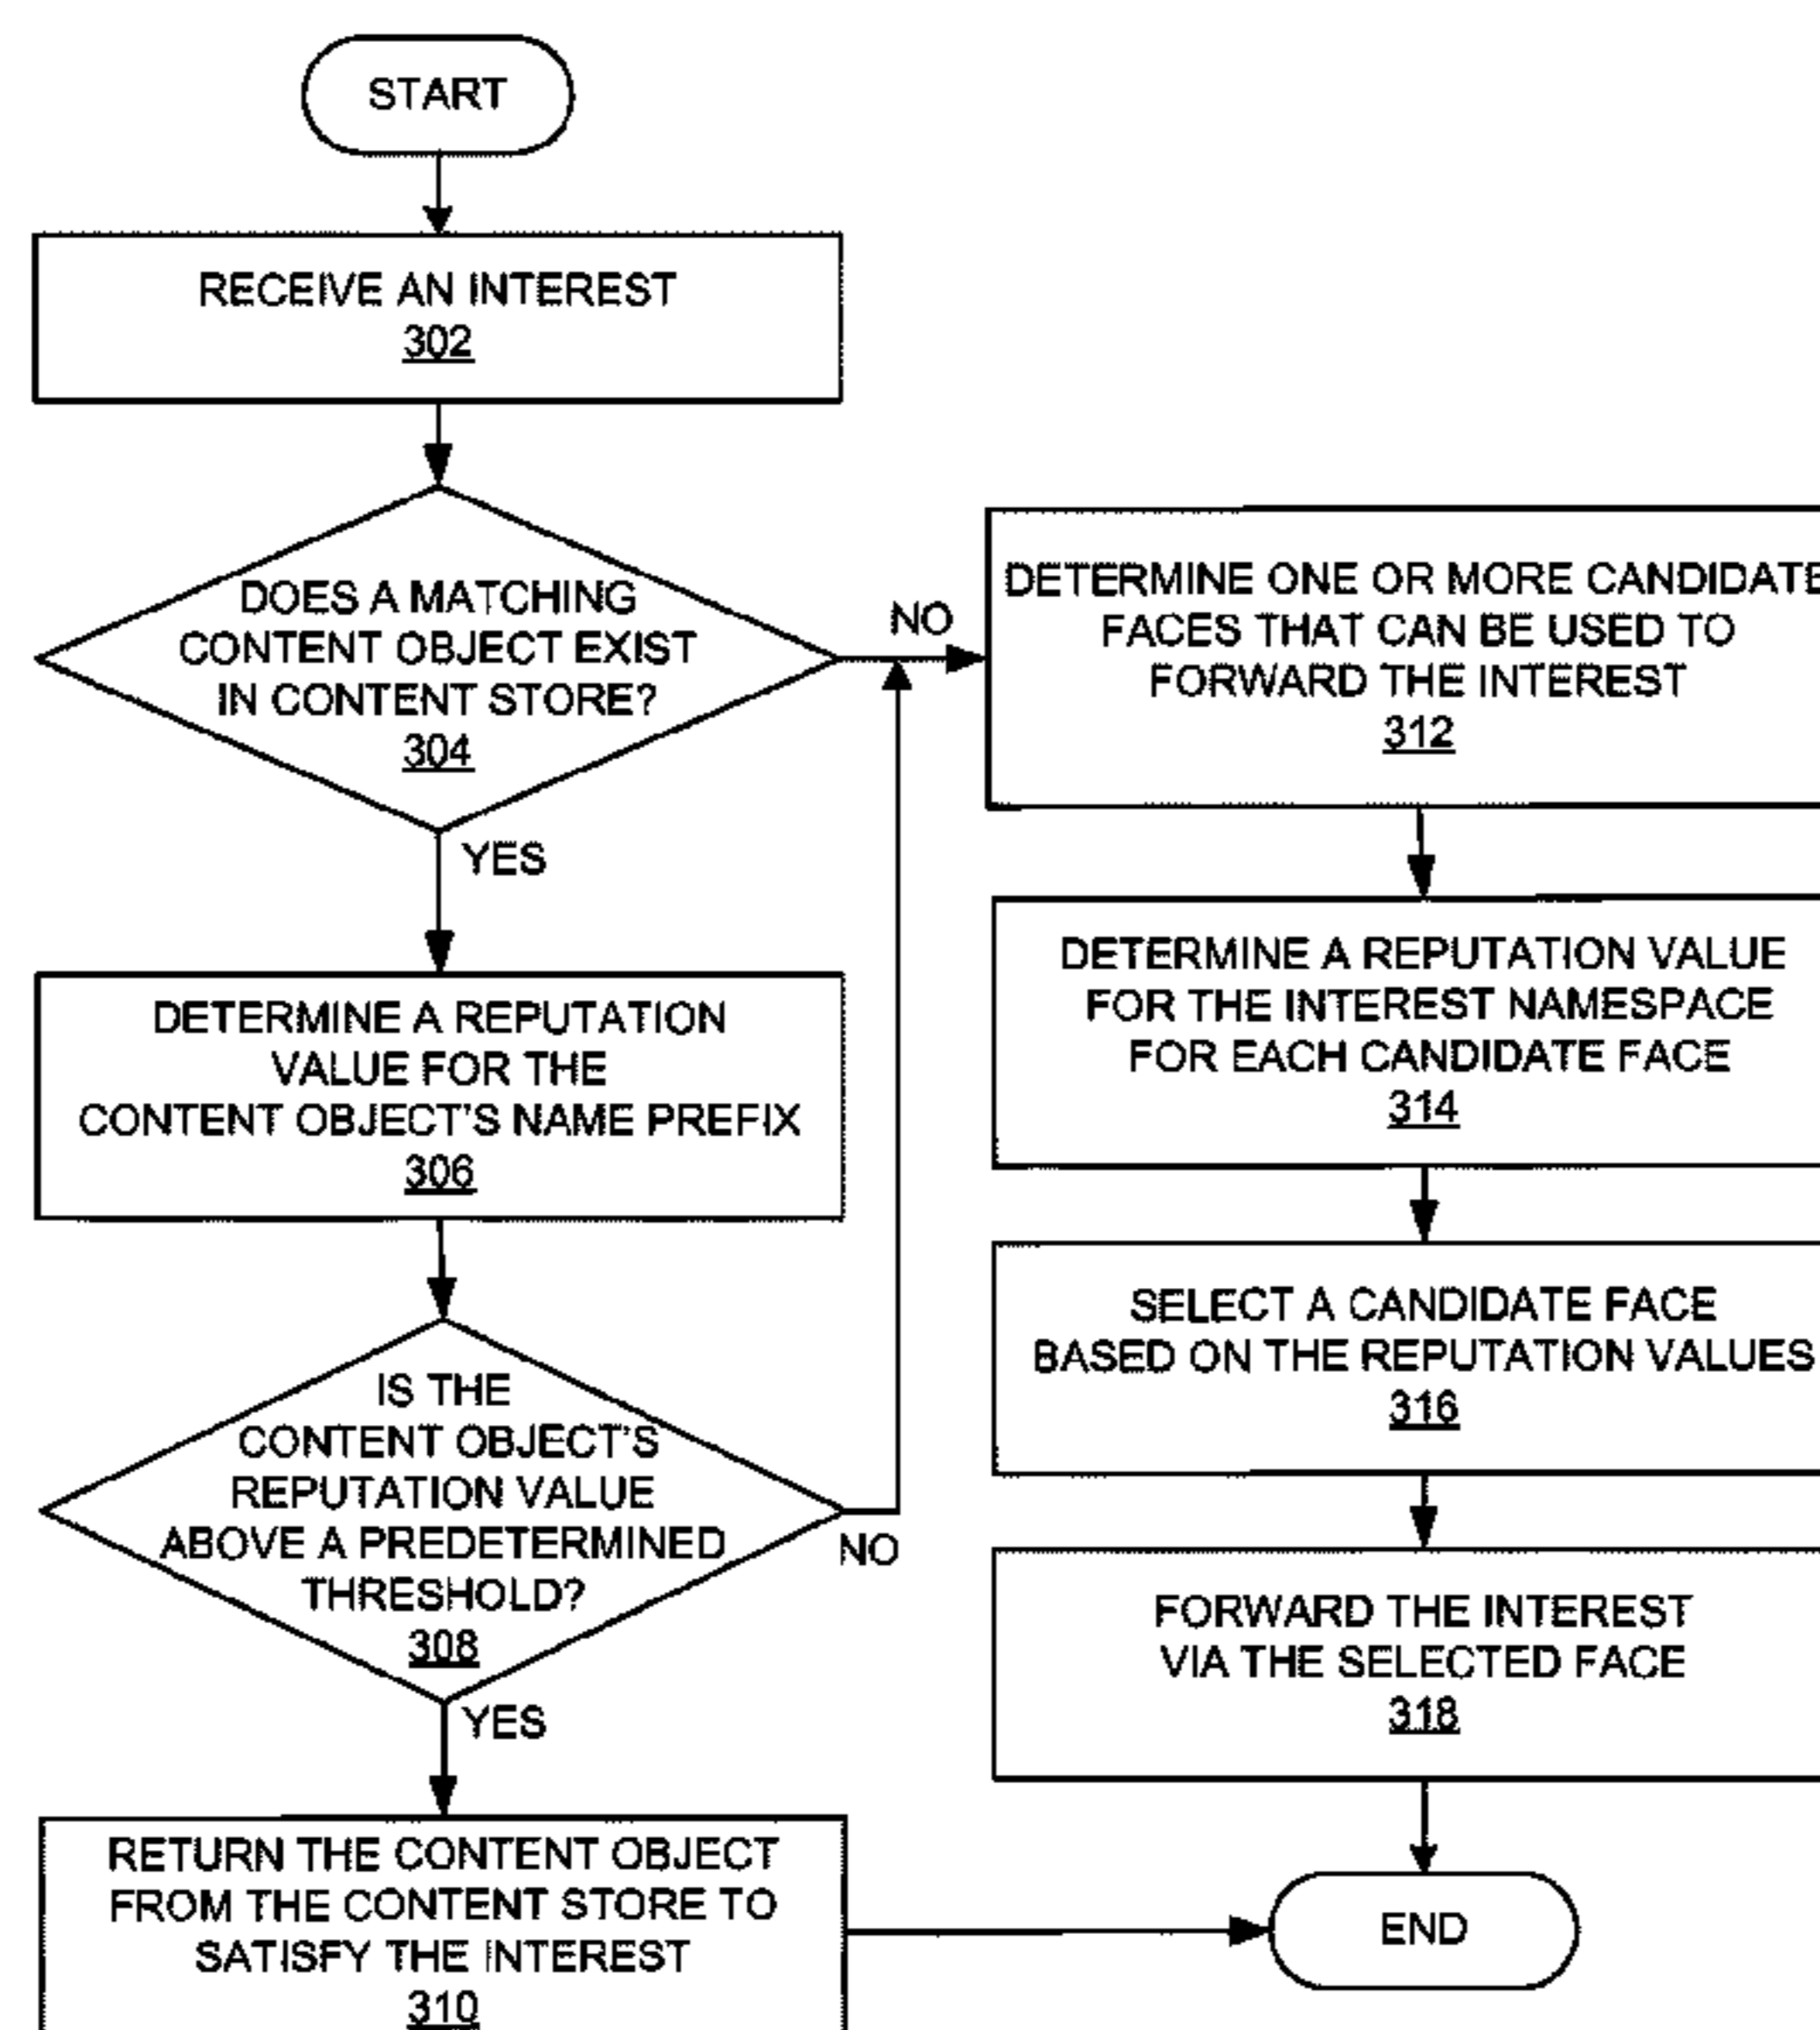 START
RECEIVE AN INTEREST
302
DOES A MATCHING
CONTENT OBJECT EXIST
IN CONTENT STORE?
304
YES
NO
DETERMINE A REPUTATION
VALUE FOR THE
CONTENT OBJECT'S NAME PREFIX
306
IS THE
CONTENT OBJECT'S
REPUTATION VALUE
ABOVE A PREDETERMINED
THRESHOLD?
308
NO
YES
RETURN THE CONTENT OBJECT
FROM THE CONTENT STORE TO
SATISFY THE INTEREST
310
DETERMINE ONE OR MORE CANDIDATE
FACES THAT CAN BE USED TO
FORWARD THE INTEREST
312
DETERMINE A REPUTATION VALUE
FOR THE INTEREST NAMESPACE
FOR EACH CANDIDATE FACE
314
SELECT A CANDIDATE FACE
BASED ON THE REPUTATION VALUES
316
FORWARD THE INTEREST
VIA THE SELECTED FACE
318
END